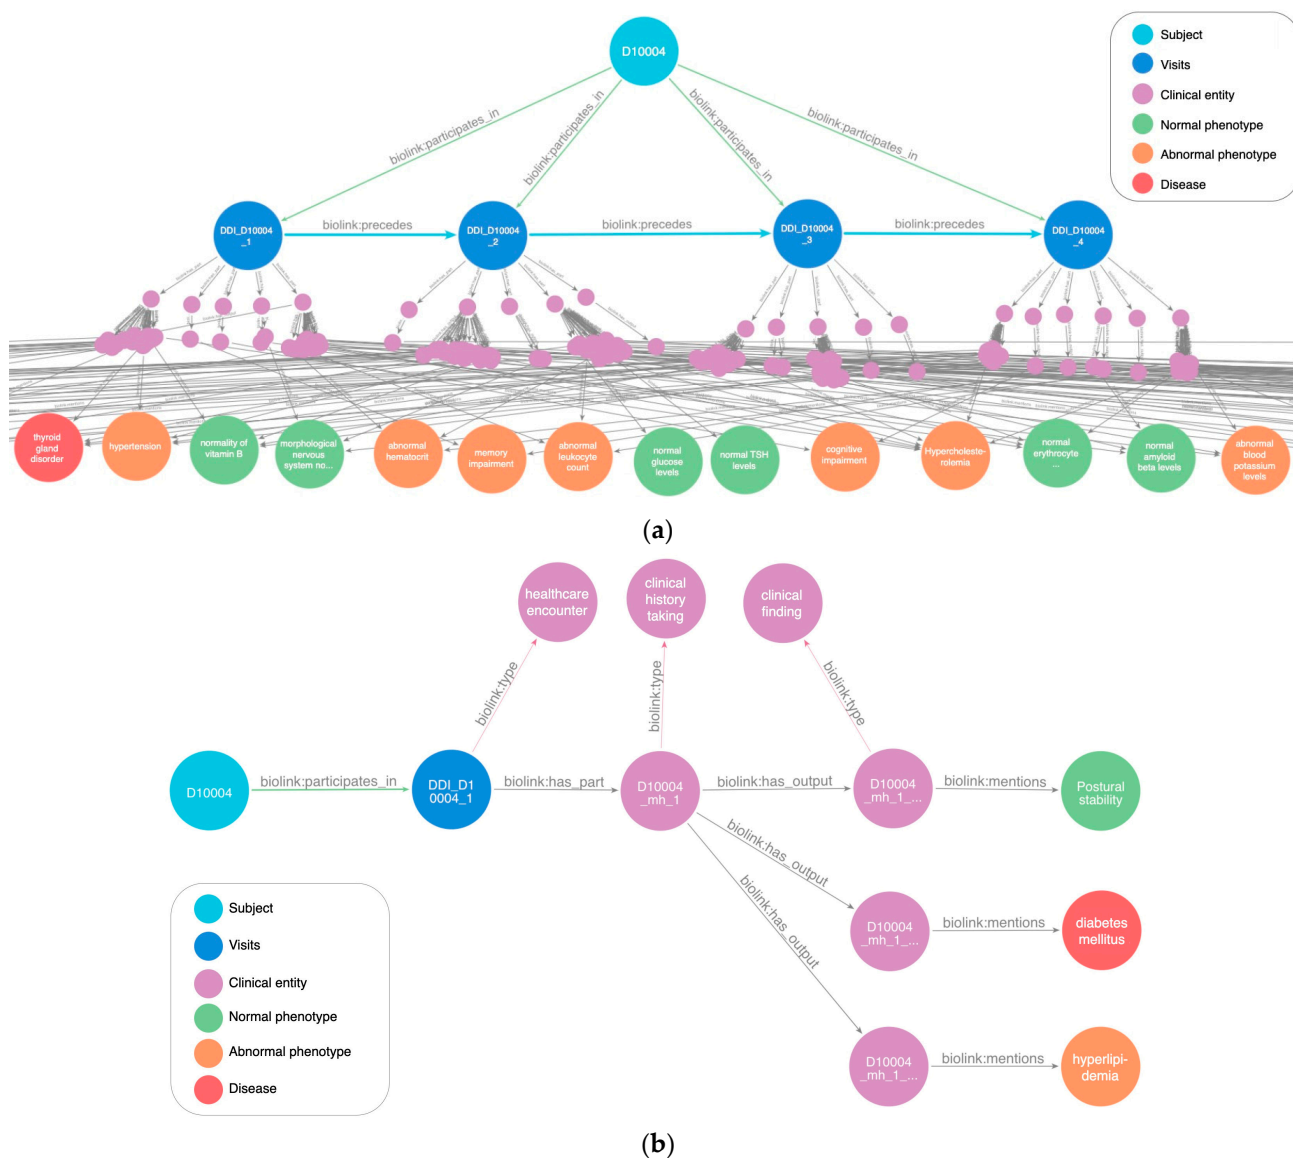 D10004
Subject
Visits
Clinical entity
Normal phenotype
Abnormal phenotype
Disease
biolink:participates_in
biolink:participates_in
biolink:participates_in
biolink:participates_in
DDI_D10004
_1
biolink:precedes
DDI_D10004
_2
biolink:precedes
DDI_D10004
_3
biolink:precedes
DDI_D10004
_4
thyroid
gland
disorder
hypertension
normality of
vitamin B
morphological
nervous
system no...
abnormal
hematocrit
memory
impairment
abnormal
leukocyte
count
normal
glucose
levels
normal TSH
levels
cognitive
impairment
Hypercholeste-
rolemia
normal
erythrocyte
...
normal
amyloid
beta levels
abnormal
blood
potassium
levels
(a)
healthcare
encounter
clinical
history
taking
clinical
finding
biolink:type
biolink:type
biolink:type
D10004
biolink:participates_in
DDI_D1
0004_1
biolink:has_part
D10004
_mh_1
biolink:has_output
D10004
_mh_1_...
biolink:mentions
Postural
stability
biolink:has_output
D10004
_mh_1_...
biolink:mentions
diabetes
mellitus
biolink:has_output
D10004
_mh_1_...
biolink:mentions
hyperlipi-
demia
Subject
Visits
Clinical entity
Normal phenotype
Abnormal phenotype
Disease
(b)